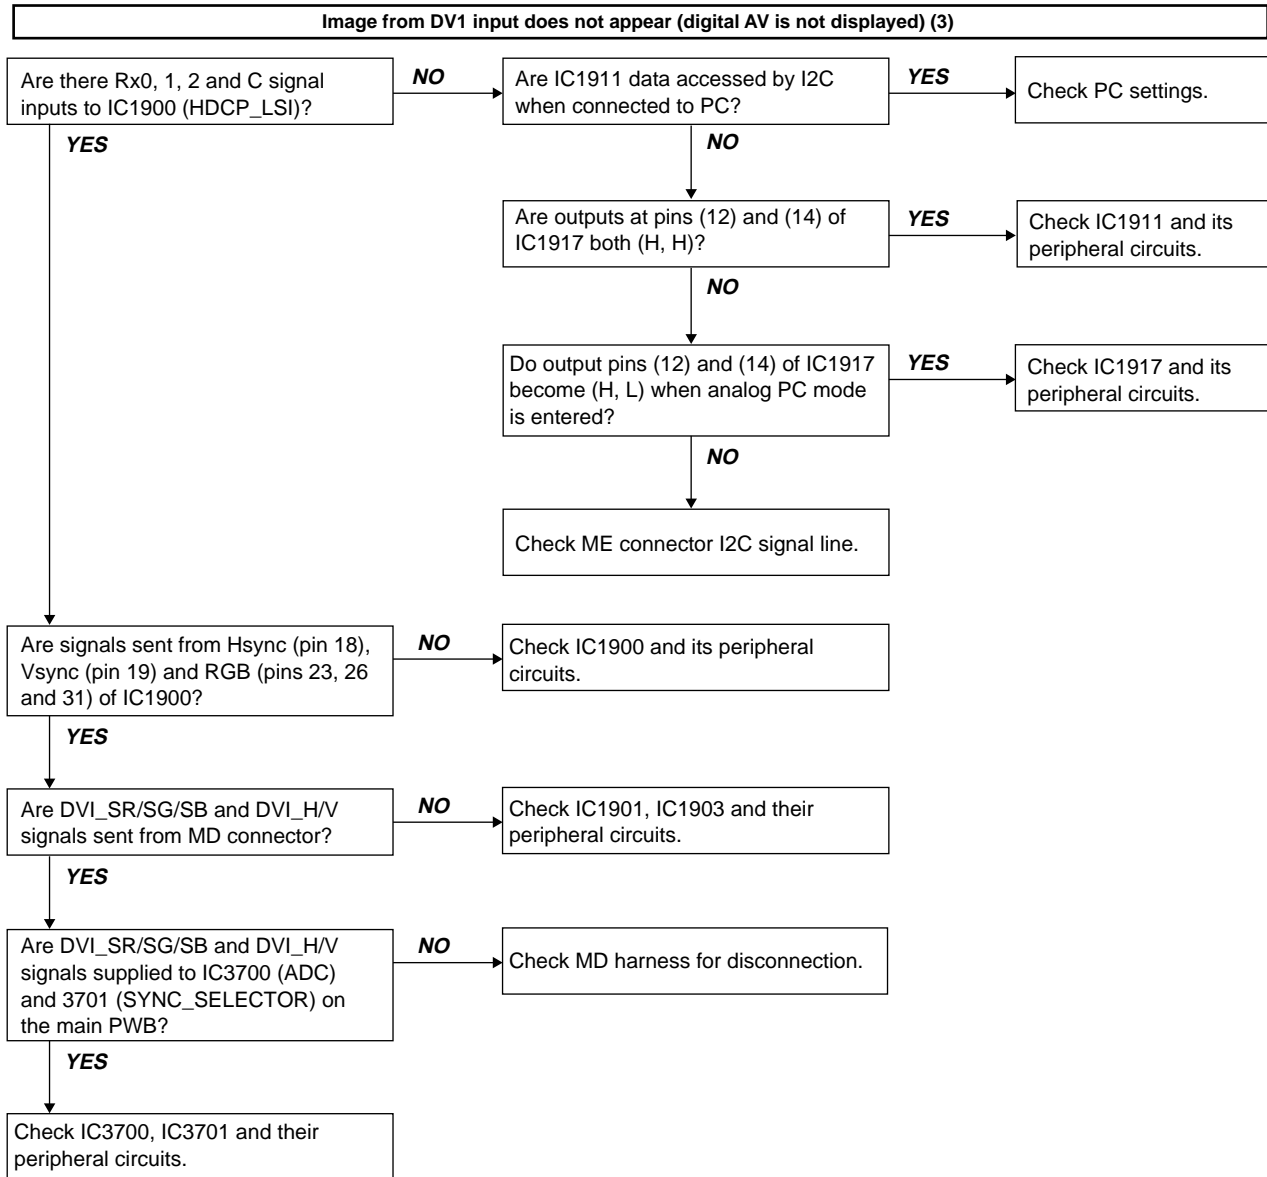 Image from DV1 input does not appear (digital AV is not displayed) (3)
Are there Rx0, 1, 2 and C signal
inputs to IC1900 (HDCP_LSI)?
NO
Are IC1911 data accessed by I2C
when connected to PC?
YES
Check PC settings.
YES
NO
Are outputs at pins (12) and (14) of
IC1917 both (H, H)?
YES
Check IC1911 and its
peripheral circuits.
NO
Do output pins (12) and (14) of IC1917
become (H, L) when analog PC mode
is entered?
YES
Check IC1917 and its
peripheral circuits.
NO
Check ME connector I2C signal line.
Are signals sent from Hsync (pin 18),
Vsync (pin 19) and RGB (pins 23, 26
and 31) of IC1900?
NO
Check IC1900 and its peripheral
circuits.
YES
Are DVI_SR/SG/SB and DVI_H/V
signals sent from MD connector?
NO
Check IC1901, IC1903 and their
peripheral circuits.
YES
Are DVI_SR/SG/SB and DVI_H/V
signals supplied to IC3700 (ADC)
and 3701 (SYNC_SELECTOR) on
the main PWB?
NO
Check MD harness for disconnection.
YES
Check IC3700, IC3701 and their
peripheral circuits.